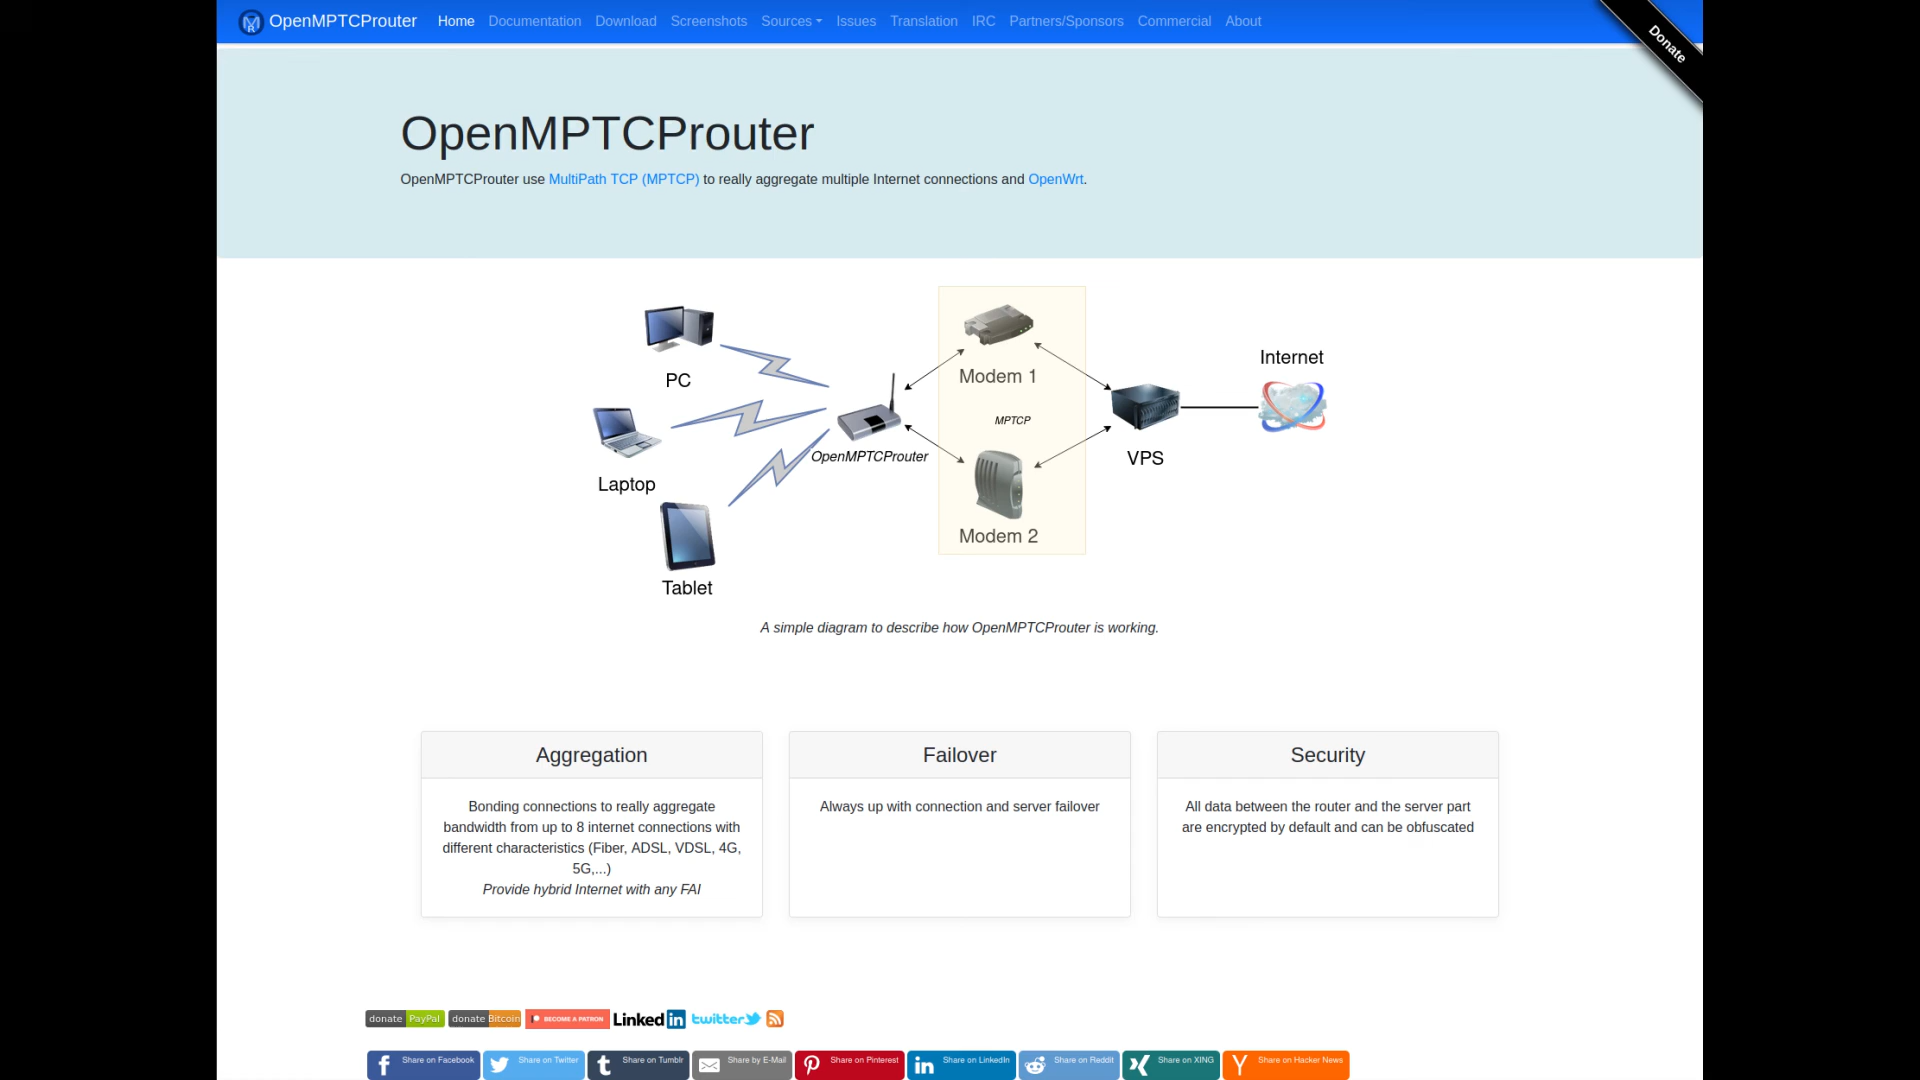 OpenMPTCProuter Home Documentation Download Screenshots Sources Issues Translation IRC Partners/Sponsors Commercial About
Donate
OpenMPTCProuter
OpenMPTCProuter use MultiPath TCP (MPTCP) to really aggregate multiple Internet connections and OpenWrt.
Internet
PC
Modem 1
MPTCP
OpenMPTCProuter
VPS
Laptop
Modem 2
Tablet
A simple diagram to describe how OpenMPTCProuter is working.
Aggregation
Bonding connections to really aggregate
bandwidth from up to 8 internet connections with
different characteristics (Fiber, ADSL, VDSL, 4G,
5G,...)
Provide hybrid Internet with any FAI
Failover
Always up with connection and server failover
Security
All data between the router and the server part
are encrypted by default and can be obfuscated
donate PayPal donate Bitcoin BECOME A PATRON Linked in twitter
Share on Facebook Share on Twitter Share on Tumblr Share by E-Mail Share on Pinterest Share on LinkedIn Share on Reddit Share on XING Share on Hacker News